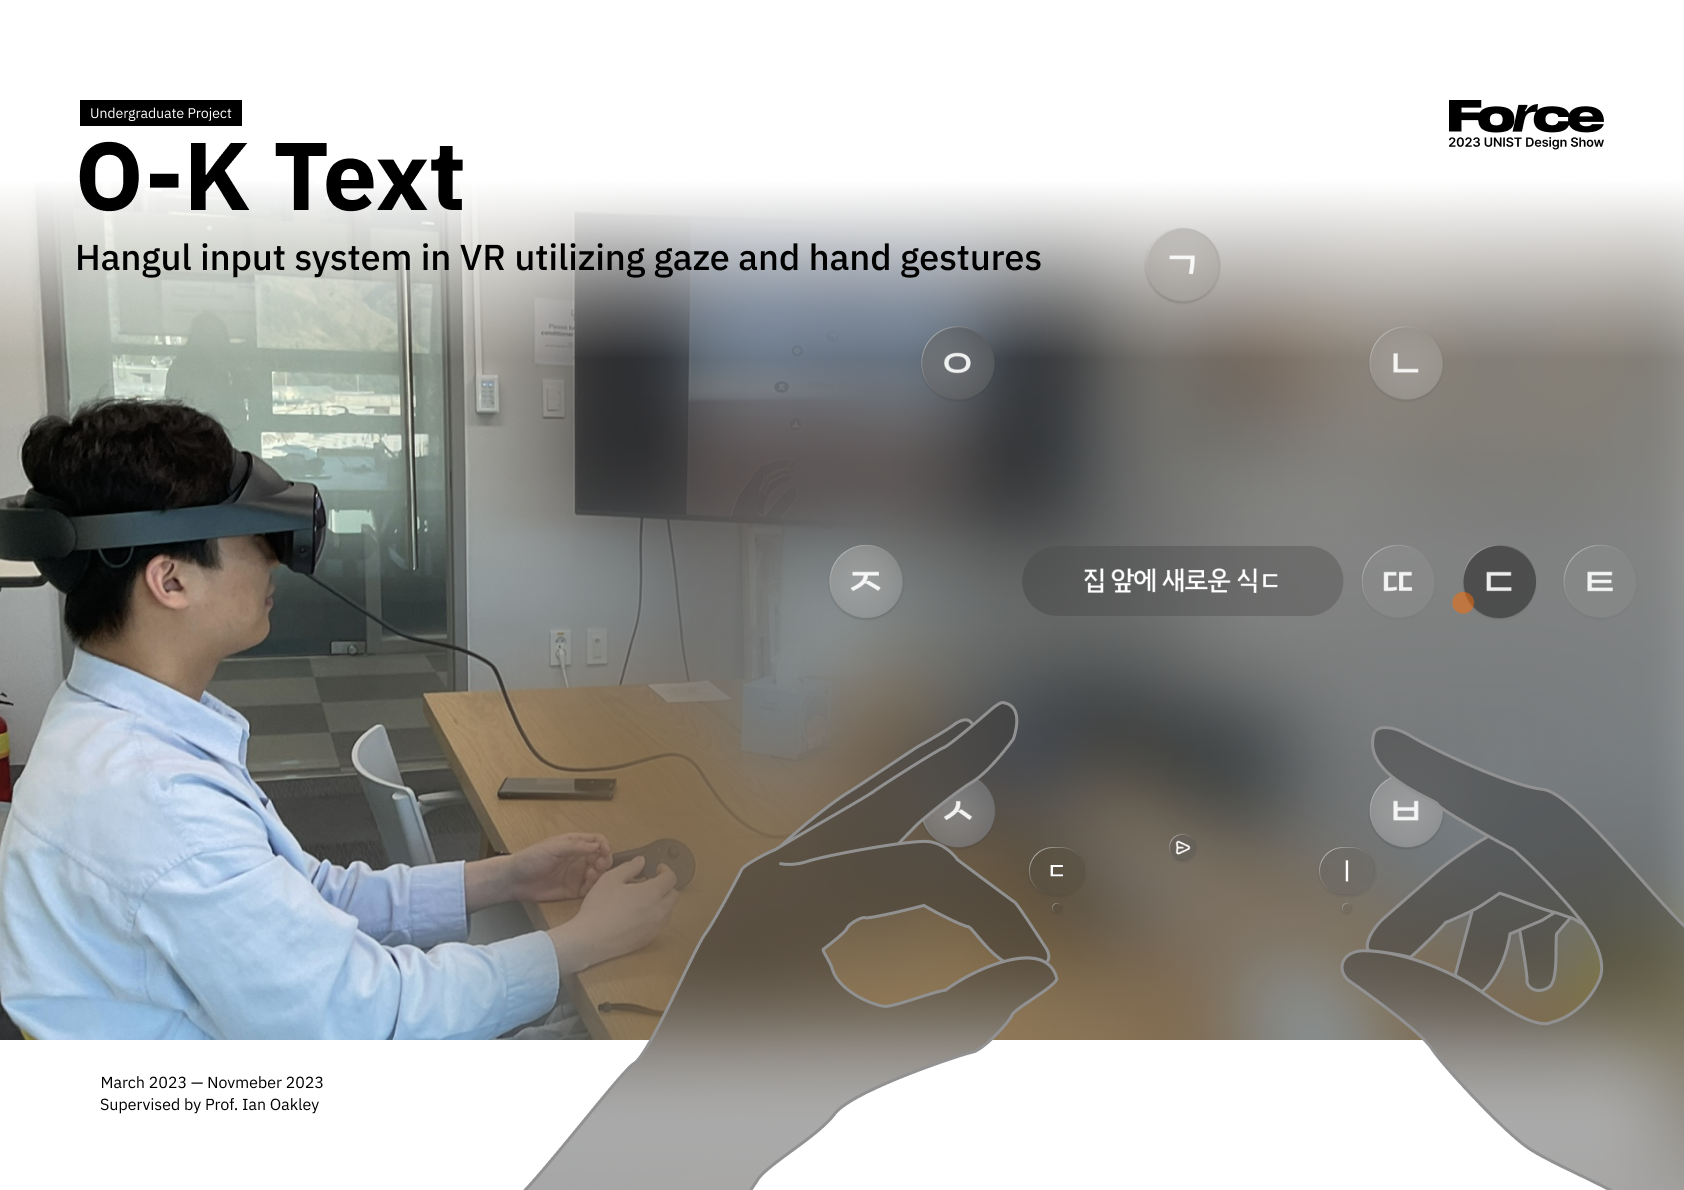 Undergraduate Project
O-K Text
Hangul input system in VR utilizing gaze and hand gestures
Force
2023 UNIST Design Show
ㄱ
ㅇ
ㄴ
ㅈ
집 앞에 새로운 식ㄷ
ㄸ
ㄷ
ㅌ
ㅅ
ㅂ
ㄷ
ㅣ
March 2023 — Novmeber 2023
Supervised by Prof. Ian Oakley